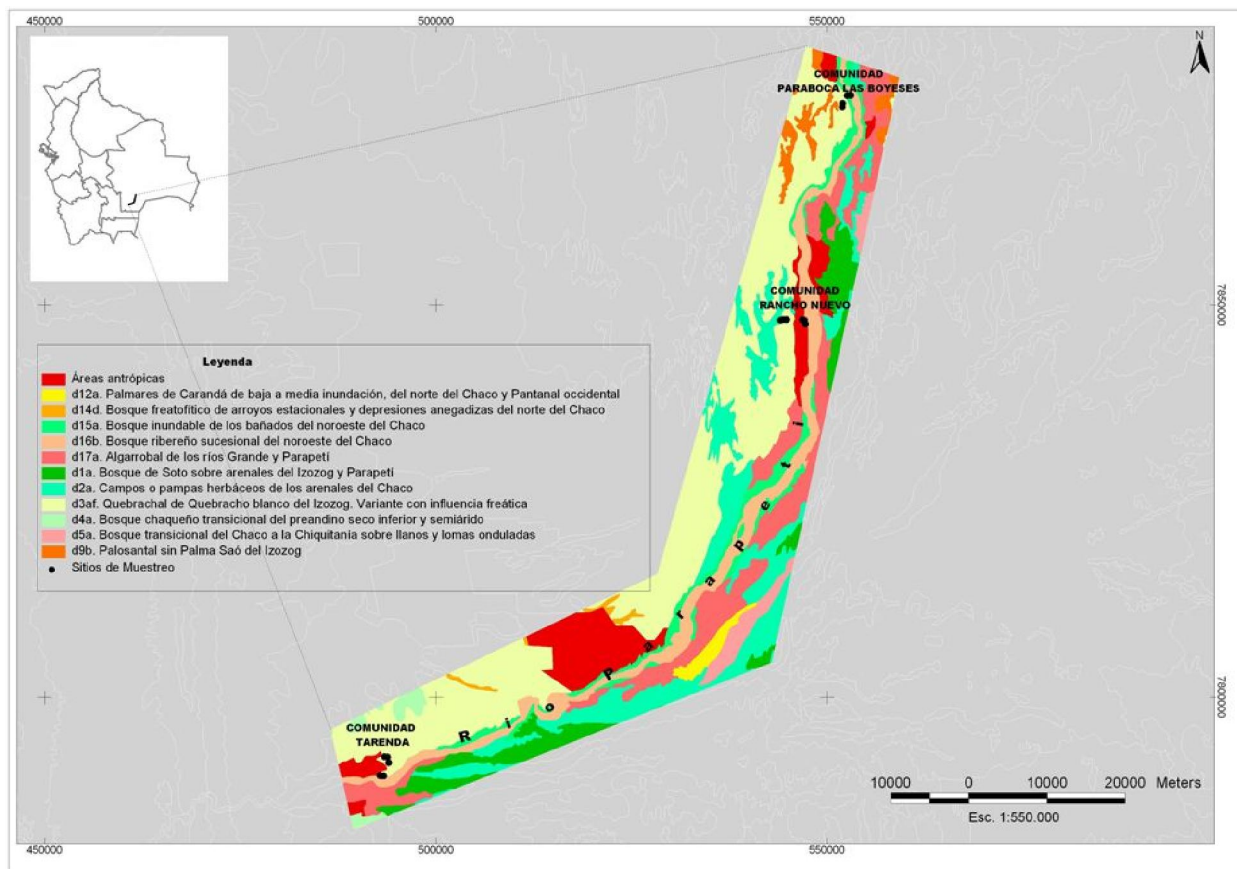 450000 500000 550000
N
COMUNIDAD
PARABOCA LAS BOYESES
COMUNIDAD
RANCHO NUEVO
7850000
Leyenda
Áreas antrópicas
d12a. Palmares de Carandá de baja a media inundación, del norte del Chaco y Pantanal occidental
d14d. Bosque freatofítico de arroyos estacionales y depresiones anegadizas del norte del Chaco
d15a. Bosque inundable de los bañados del noroeste del Chaco
d16b. Bosque ribereño sucesional del noroeste del Chaco
d17a. Algarrobal de los ríos Grande y Parapetí
d1a. Bosque de Soto sobre arenales del Izozog y Parapetí
d2a. Campos o pampas herbáceos de los arenales del Chaco
d3af. Quebrachal de Quebracho blanco del Izozog. Variante con influencia freática
d4a. Bosque chaqueño transicional del preandino seco inferior y semiárido
d5a. Bosque transicional del Chaco a la Chiquitanía sobre llanos y lomas onduladas
d9b. Palosantal sin Palma Saó del Izozog
Sitios de Muestreo
Rio Parapeti
7800000
COMUNIDAD
TARENDA
10000 0 10000 20000 Meters
Esc. 1:550.000
450000 500000 550000